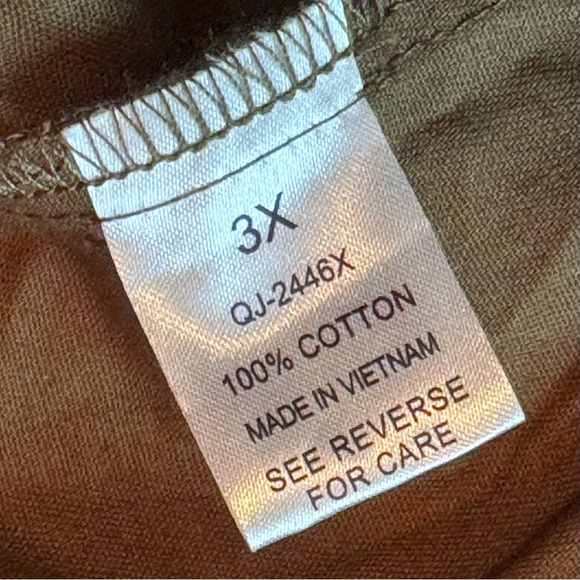 3X
QJ-2446X
100% COTTON
MADE IN VIETNAM
SEE REVERSE
FOR CARE